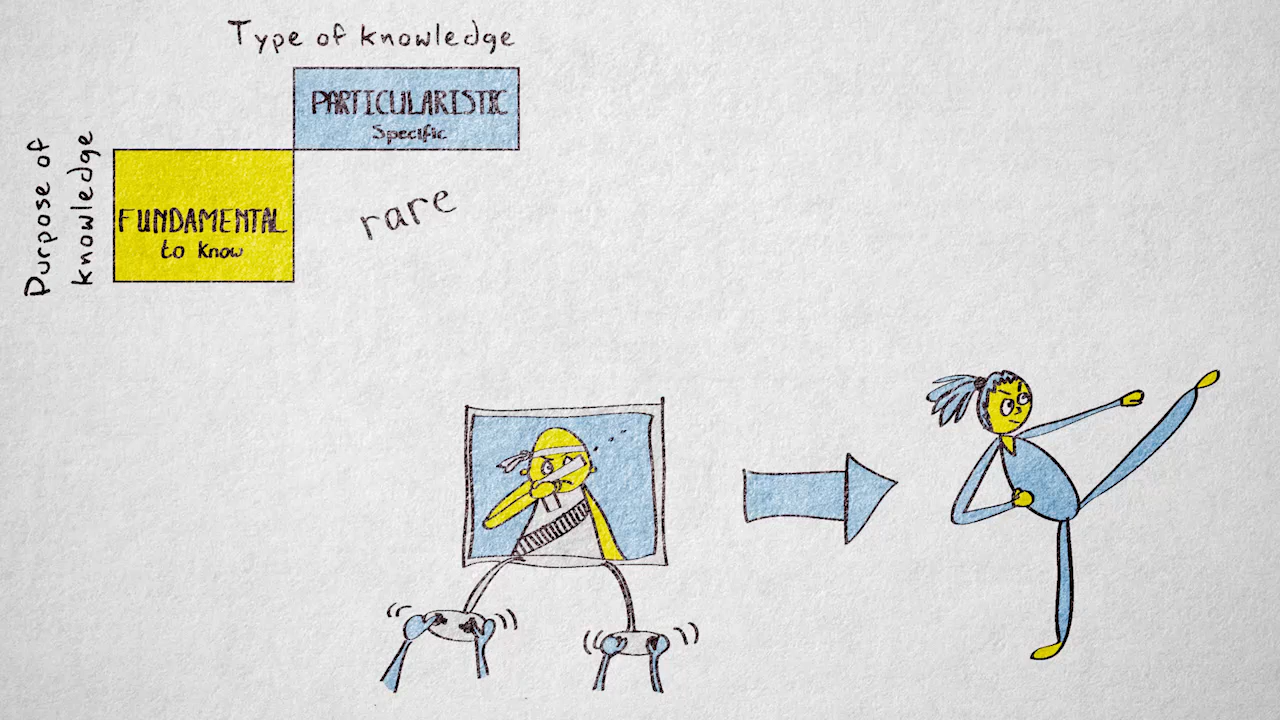 Type of knowledge
PARTICULARISTIC
Specific
Purpose of
knowledge
FUNDAMENTAL
to know
rare